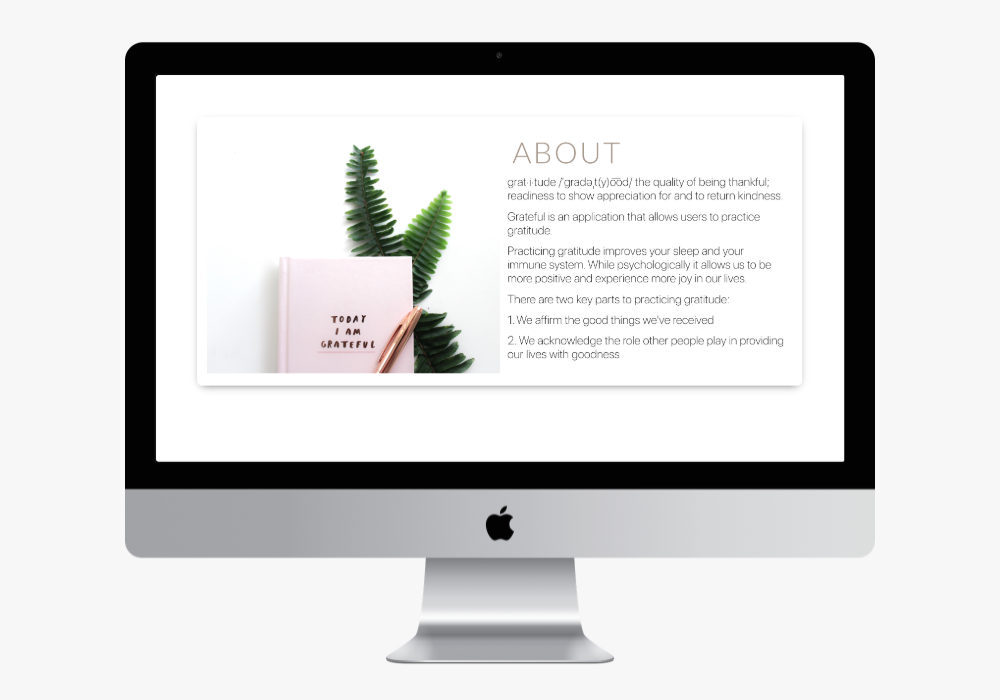 ABOUT
grat·i·tude /ˈgradəˌt(y)o͞od/ the quality of being thankful;
readiness to show appreciation for and to return kindness.
Grateful is an application that allows users to practice
gratitude.
Practicing gratitude improves your sleep and your
immune system. While psychologically it allows us to be
more positive and experience more joy in our lives.
There are two key parts to practicing gratitude:
1. We affirm the good things we've received
2. We acknowledge the role other people play in providing
our lives with goodness
TODAY
I AM
GRATEFUL